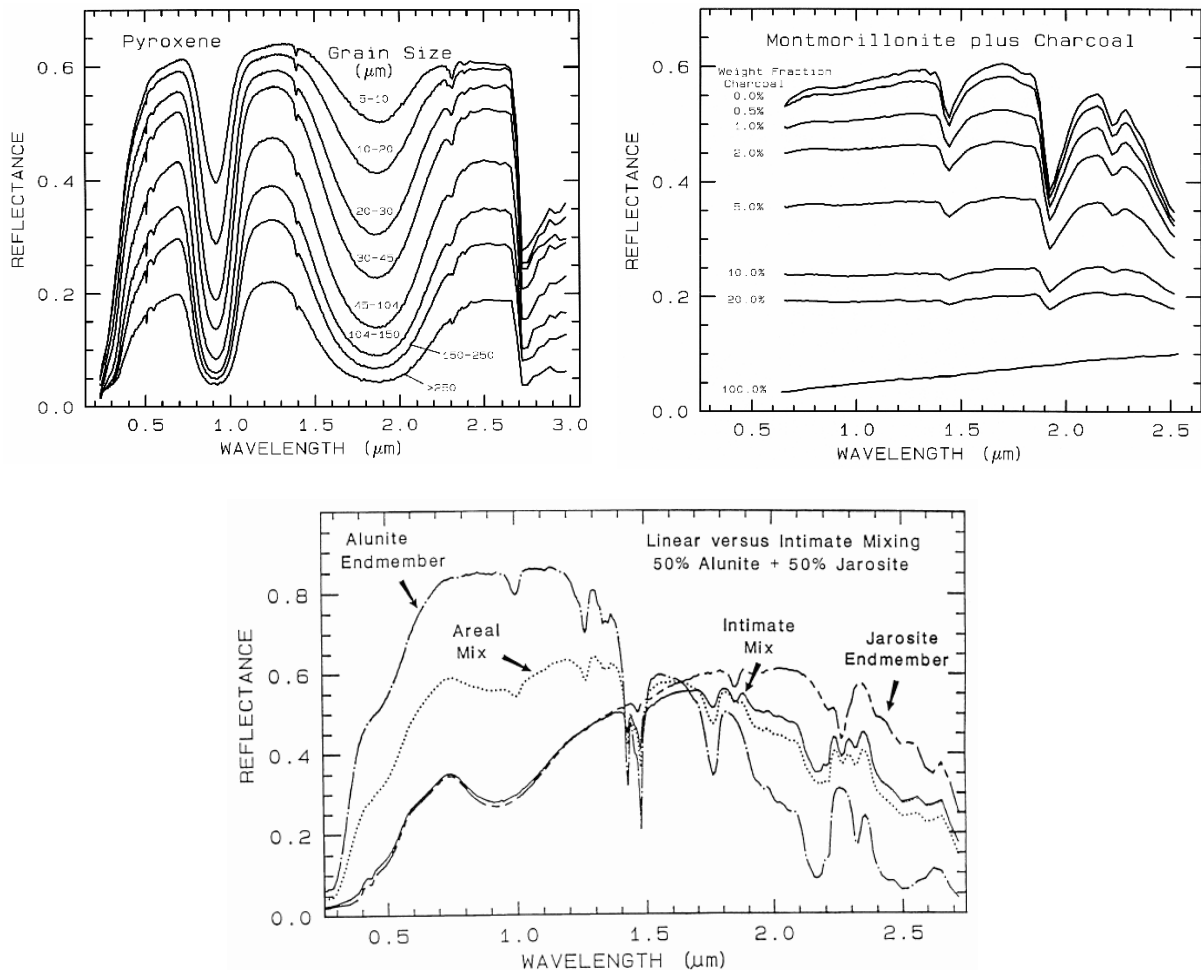 Pyroxene
Grain Size
(μm)
5-10
10-20
20-30
30-45
45-104
104-150
150-250
>250
REFLECTANCE
0.6
0.4
0.2
0.0
0.5 1.0 1.5 2.0 2.5 3.0
WAVELENGTH (μm)
Montmorillonite plus Charcoal
Weight Fraction
Charcoal
0.0%
0.5%
1.0%
2.0%
5.0%
10.0%
20.0%
100.0%
REFLECTANCE
0.6
0.4
0.2
0.0
0.5 1.0 1.5 2.0 2.5
WAVELENGTH (μm)
Alunite
Endmember
Linear versus Intimate Mixing
50% Alunite + 50% Jarosite
Areal
Mix
Intimate
Mix
Jarosite
Endmember
REFLECTANCE
0.8
0.6
0.4
0.2
0.0
0.5 1.0 1.5 2.0 2.5
WAVELENGTH (μm)